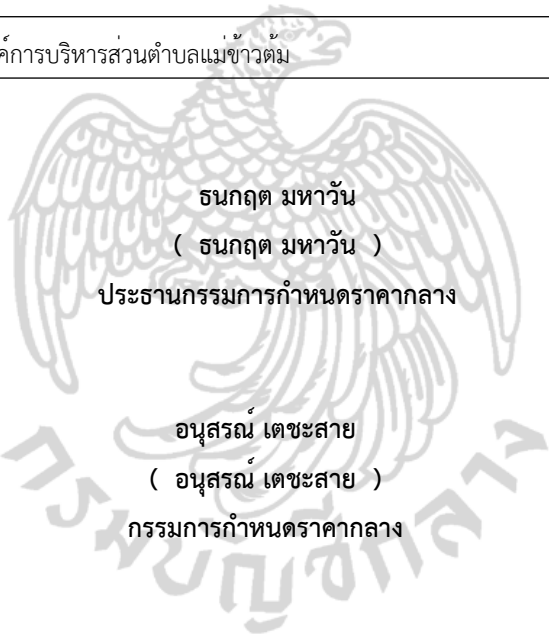 องค์การบริหารส่วนตำบลแม่ข้าวต้ม
ธนกฤต มหาวัน
( ธนกฤต มหาวัน )
ประธานกรรมการกำหนดราคากลาง
อนุสรณ์ เตชะสาย
( อนุสรณ์ เตชะสาย )
กรรมการกำหนดราคากลาง
กรมบัญชีกลาง